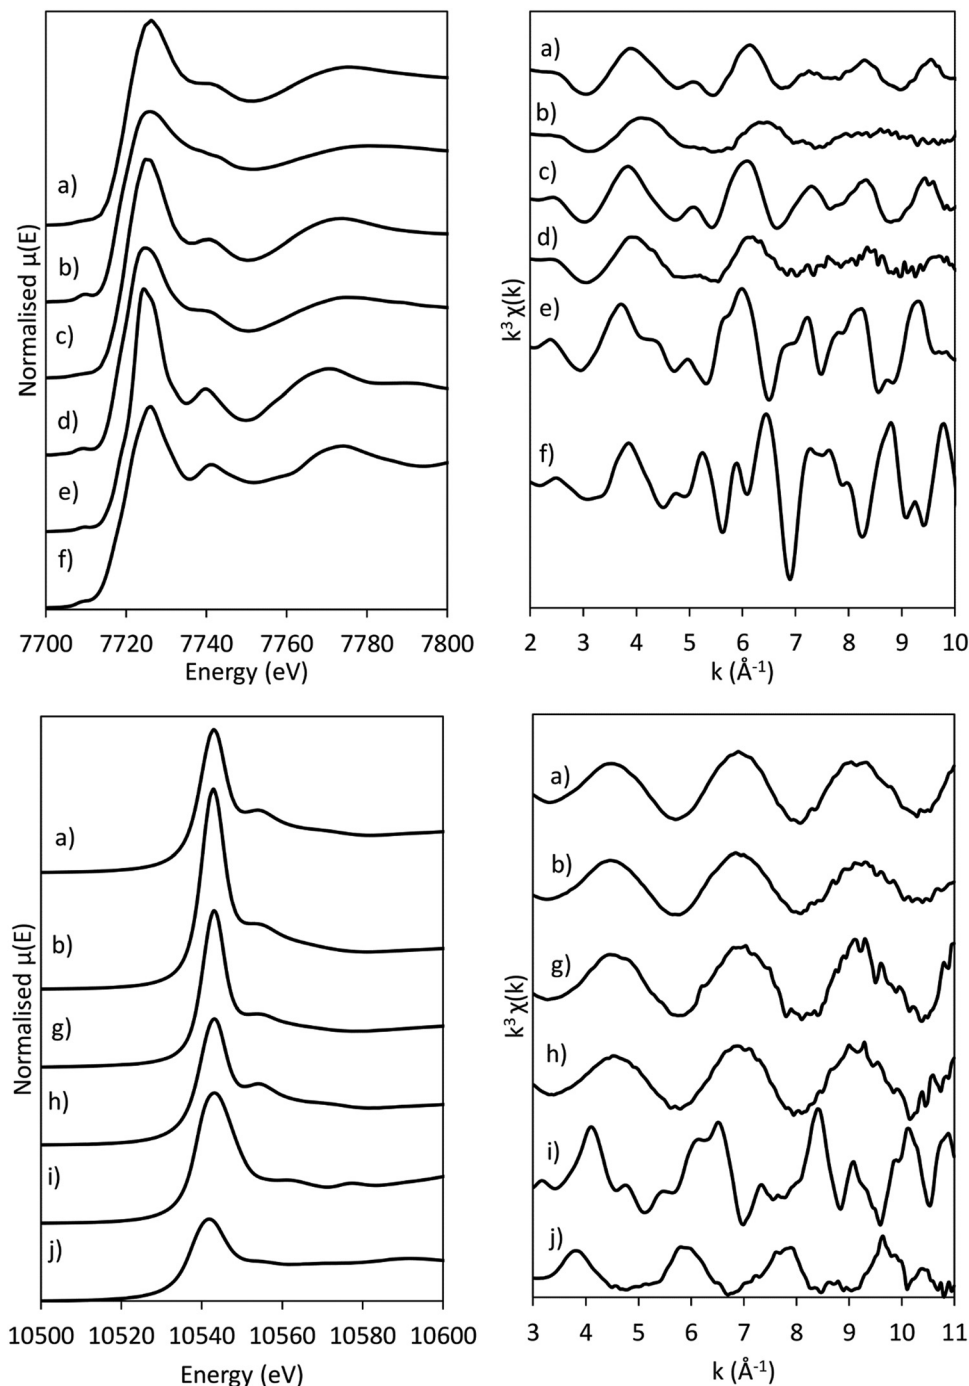 Normalised μ(E)
a)
b)
c)
d)
e)
f)
7700 7720 7740 7760 7780 7800
Energy (eV)
k³ χ(k)
a)
b)
c)
d)
e)
f)
2 3 4 5 6 7 8 9 10
k (Å⁻¹)
Normalised μ(E)
a)
b)
g)
h)
i)
j)
10500 10520 10540 10560 10580 10600
Energy (eV)
k³ χ(k)
a)
b)
g)
h)
i)
j)
3 4 5 6 7 8 9 10 11
k (Å⁻¹)